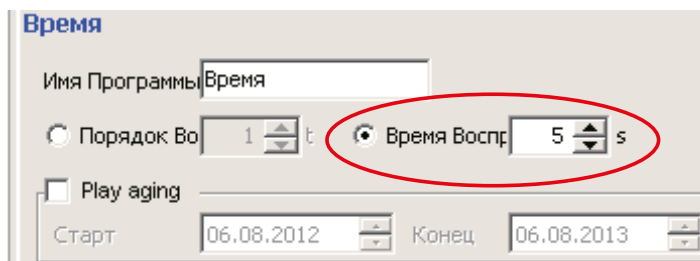 Время
Имя Программы Время
Порядок Во 1 t Время Воспр 5 s
Play aging
Старт 06.08.2012 Конец 06.08.2013